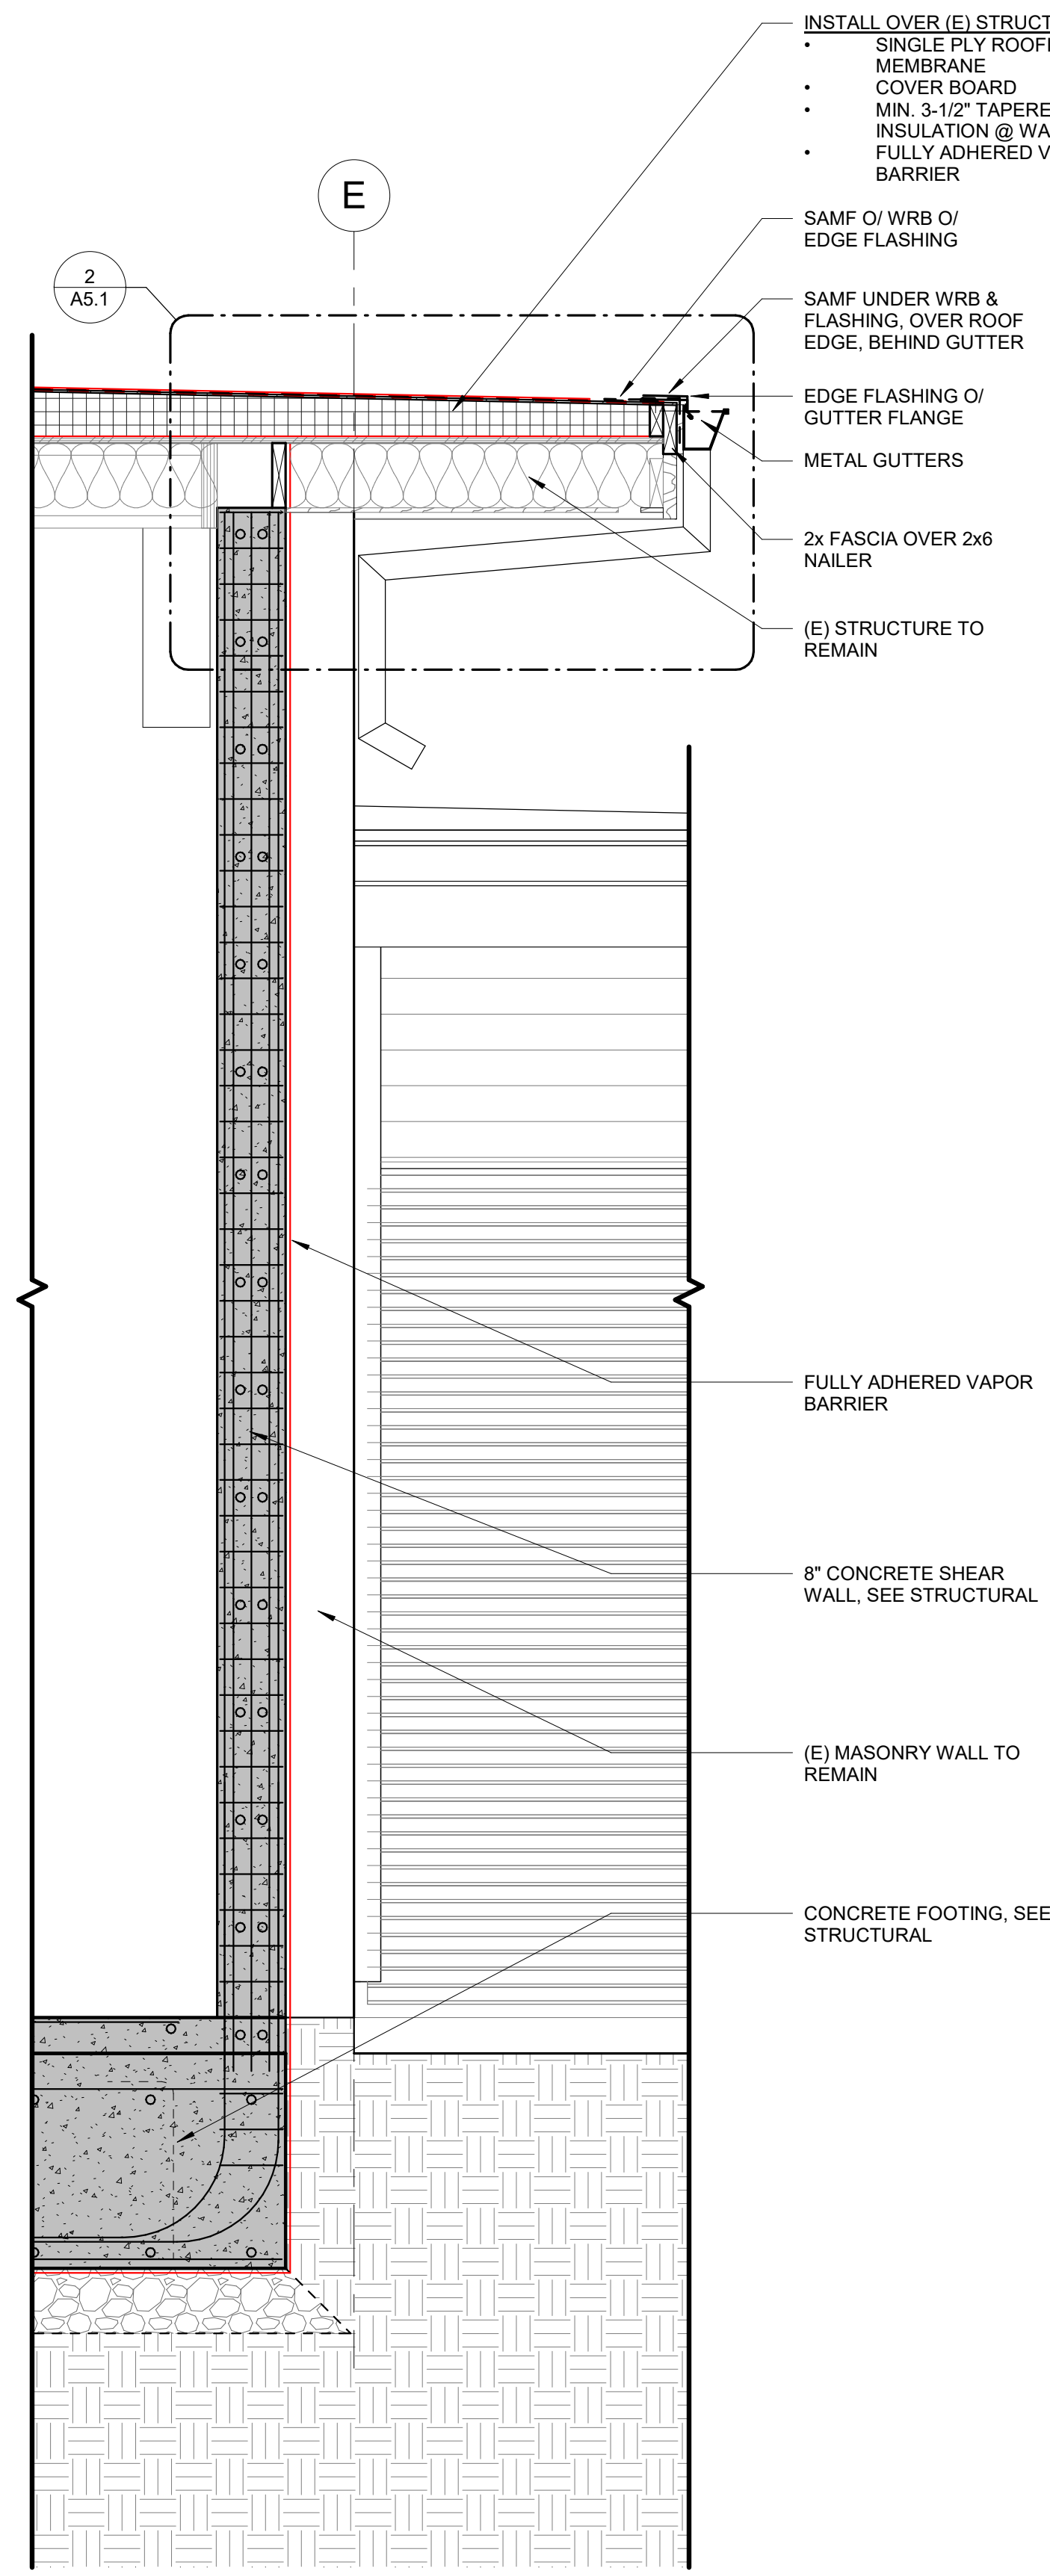 INSTALL OVER (E) STRUCT
• SINGLE PLY ROOF
MEMBRANE
• COVER BOARD
• MIN. 3-1/2" TAPERE
INSULATION @ WA
• FULLY ADHERED V
BARRIER
E
2
A5.1
SAMF O/ WRB O/
EDGE FLASHING
SAMF UNDER WRB &
FLASHING, OVER ROOF
EDGE, BEHIND GUTTER
EDGE FLASHING O/
GUTTER FLANGE
METAL GUTTERS
2x FASCIA OVER 2x6
NAILER
(E) STRUCTURE TO
REMAIN
FULLY ADHERED VAPOR
BARRIER
8" CONCRETE SHEAR
WALL, SEE STRUCTURAL
(E) MASONRY WALL TO
REMAIN
CONCRETE FOOTING, SEE
STRUCTURAL